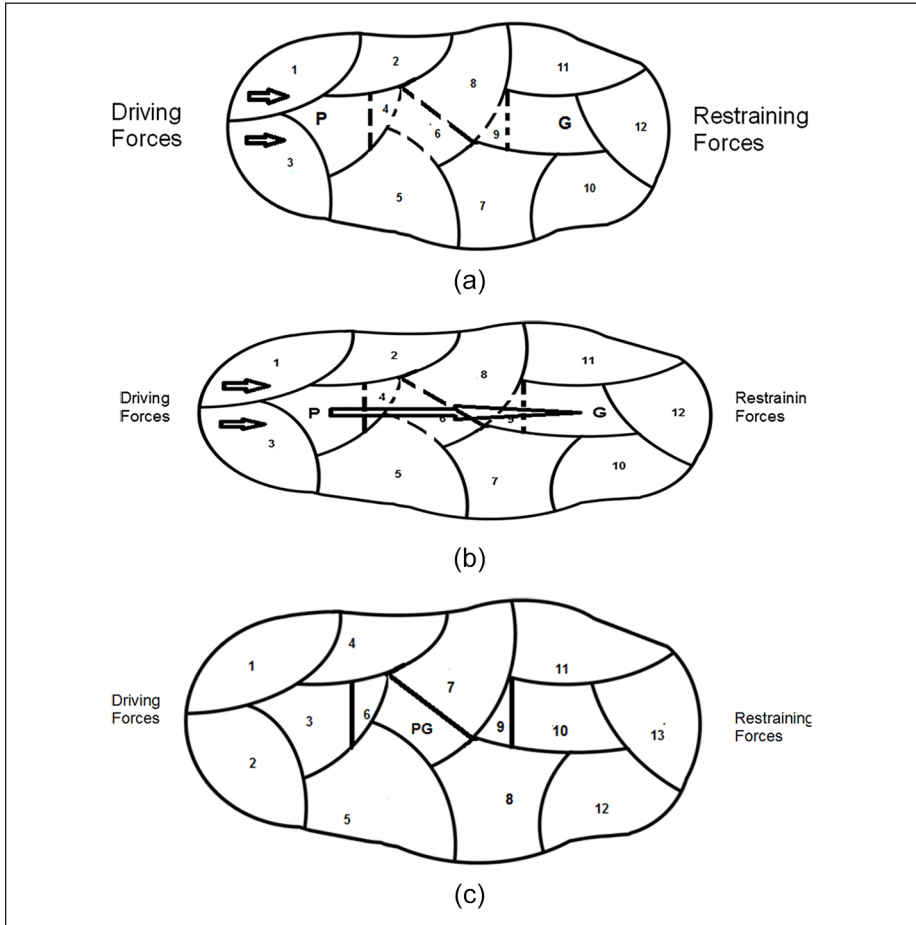 1
2
8
11
Driving
Forces
P
4
6
9
G
12
Restraining
Forces
3
5
7
10
(a)
1
2
8
11
Driving
Forces
P
4
6
9
G
12
Restrainin
Forces
3
5
7
10
(b)
1
4
7
11
Driving
Forces
3
6
PG
9
10
13
Restraining
Forces
2
5
8
12
(c)